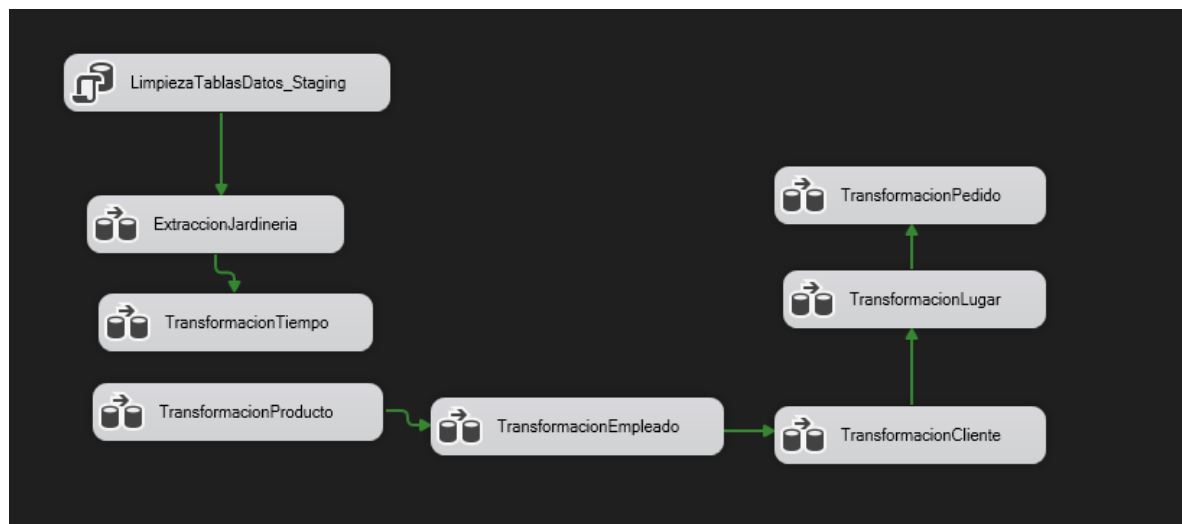 LimpiezaTablasDatos_Staging
ExtraccionJardineria
TransformacionTiempo
TransformacionProducto
TransformacionEmpleado
TransformacionCliente
TransformacionLugar
TransformacionPedido